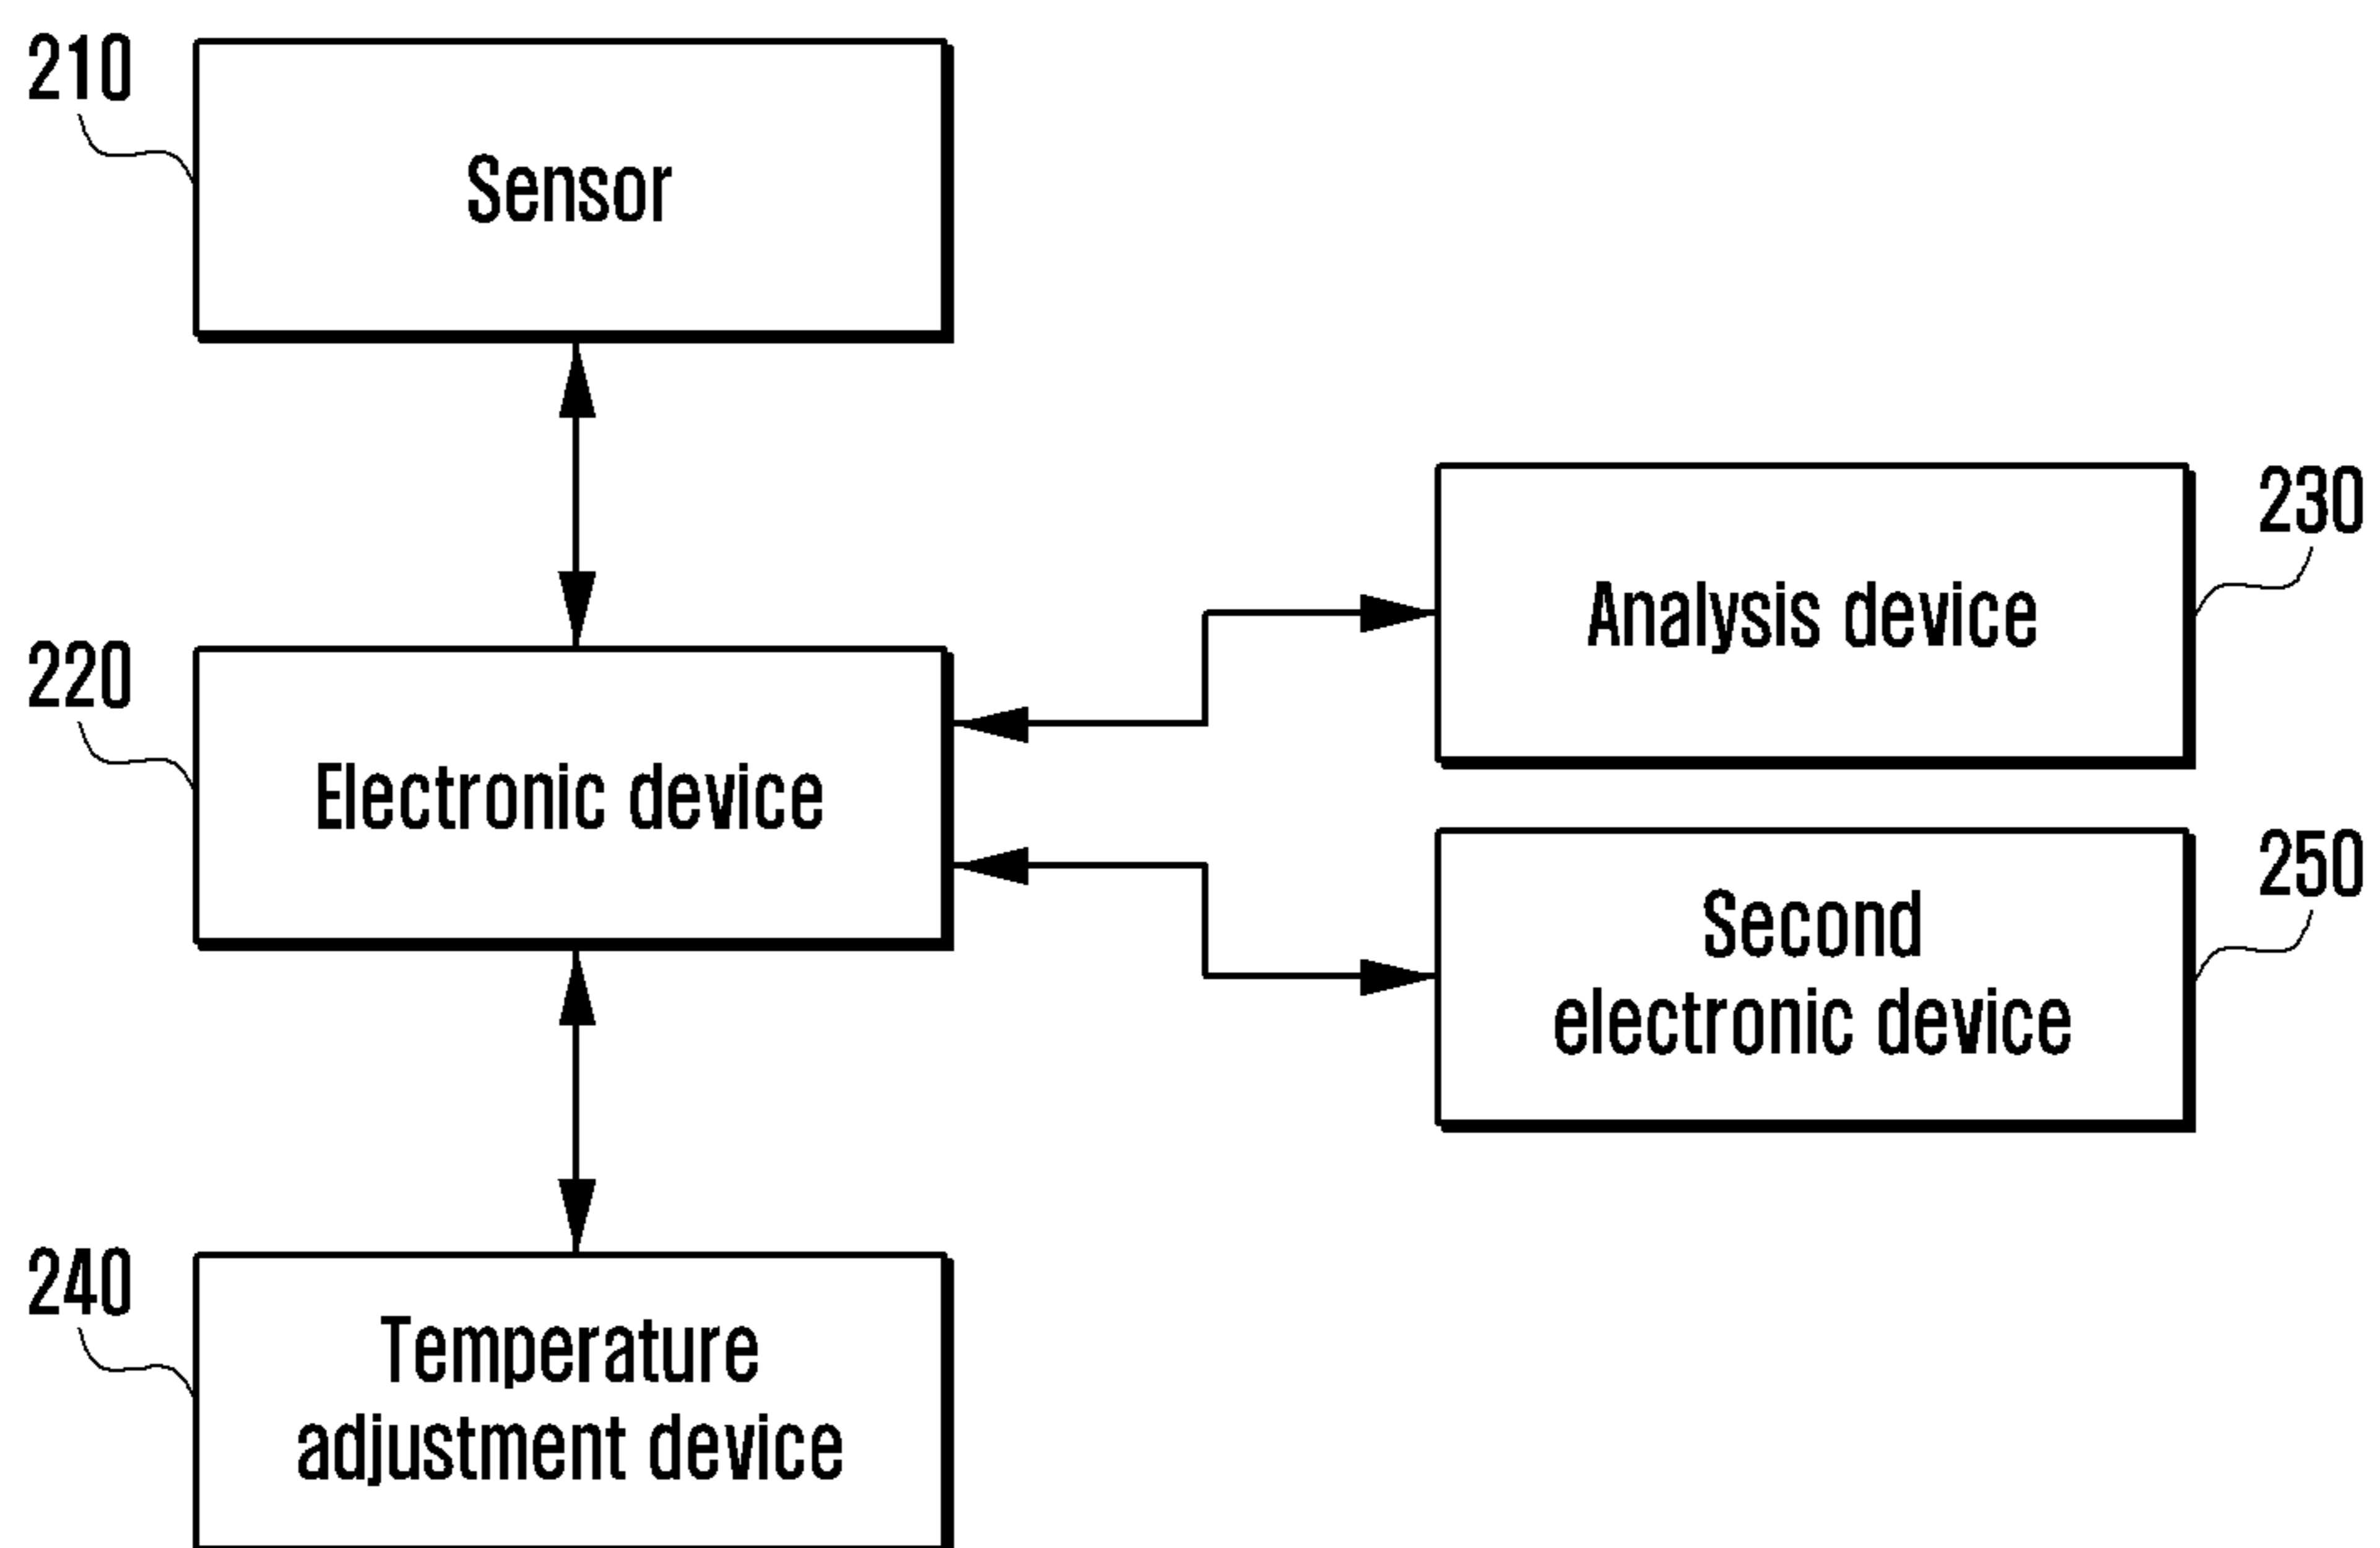 210
Sensor
220
Electronic device
230
Analysis device
250
Second
electronic device
240
Temperature
adjustment device